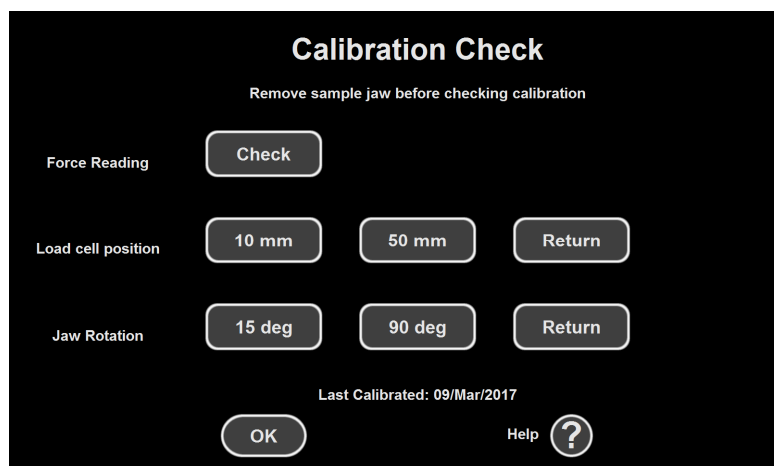 Calibration Check
Remove sample jaw before checking calibration
Force Reading Check
Load cell position 10 mm 50 mm Return
Jaw Rotation 15 deg 90 deg Return
Last Calibrated: 09/Mar/2017
OK Help ?